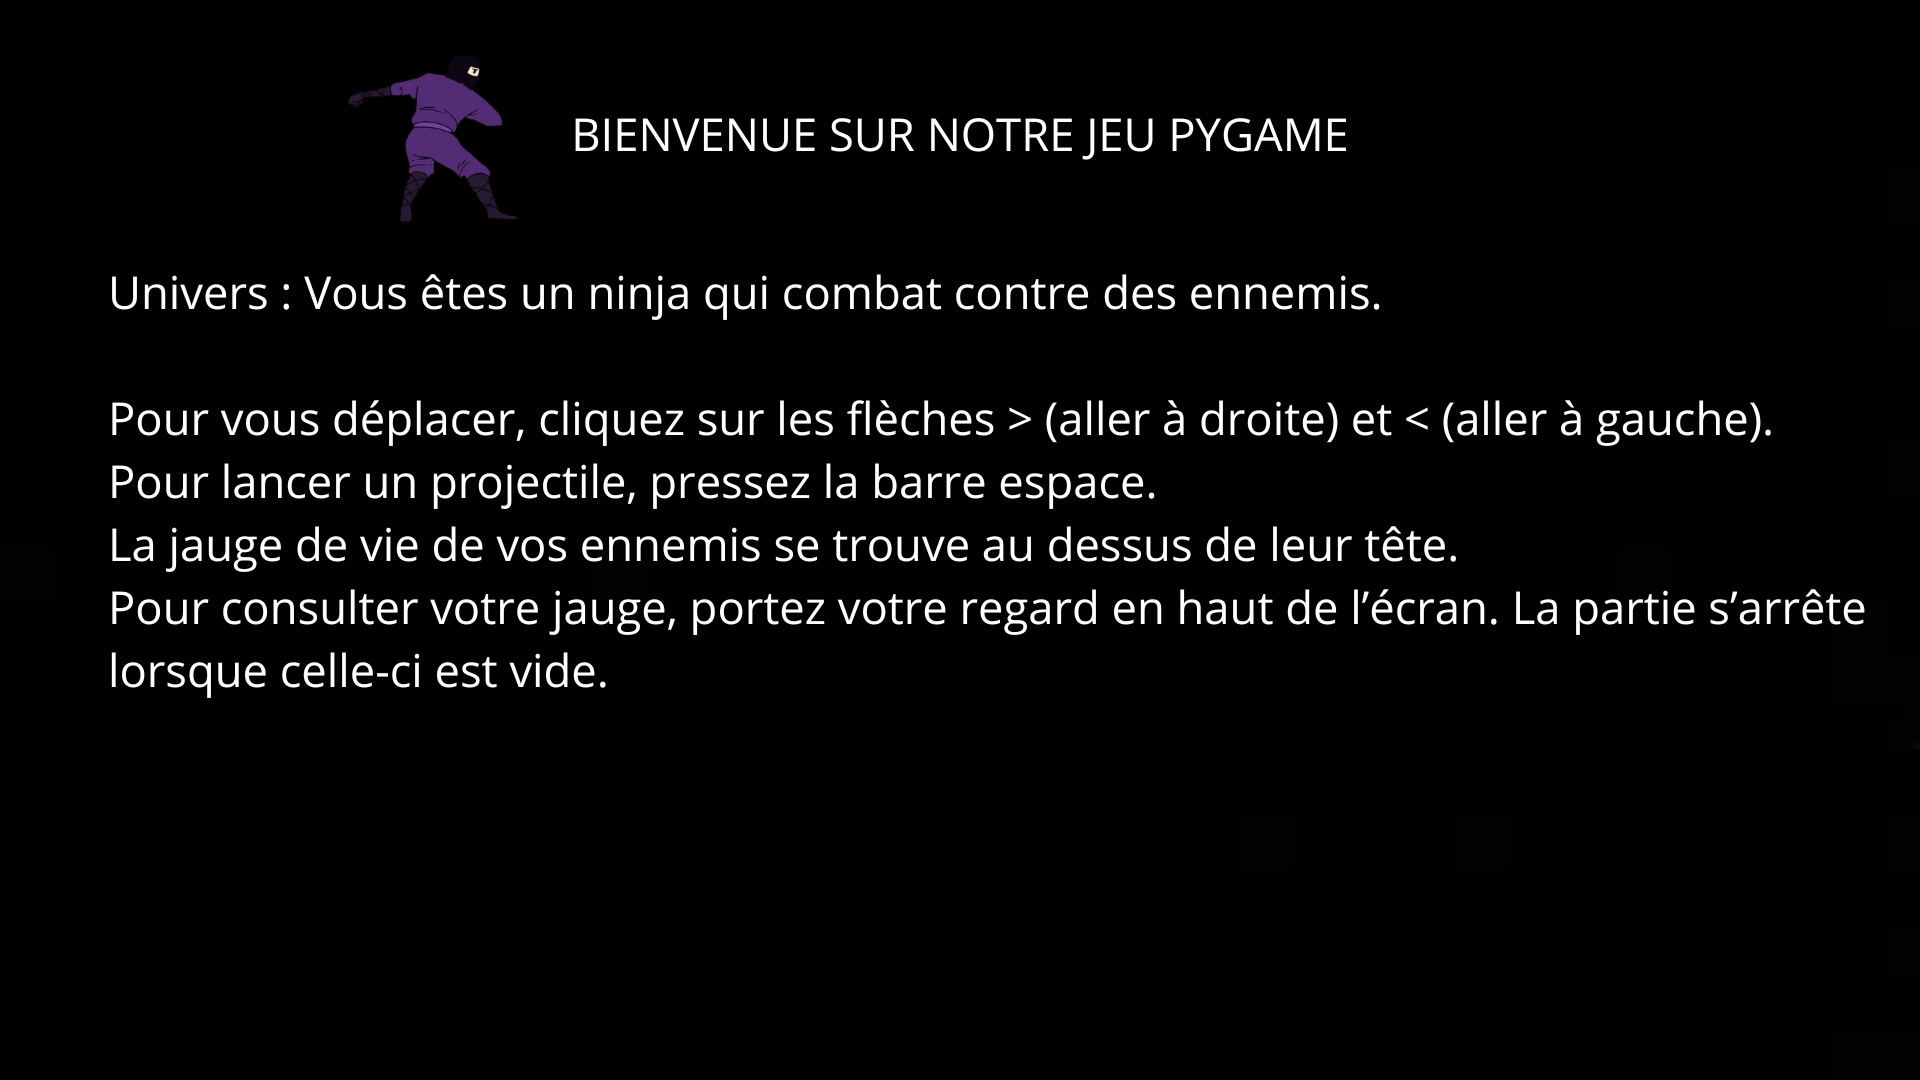 BIENVENUE SUR NOTRE JEU PYGAME
Univers : Vous êtes un ninja qui combat contre des ennemis.
Pour vous déplacer, cliquez sur les flèches > (aller à droite) et < (aller à gauche).
Pour lancer un projectile, pressez la barre espace.
La jauge de vie de vos ennemis se trouve au dessus de leur tête.
Pour consulter votre jauge, portez votre regard en haut de l’écran. La partie s’arrête
lorsque celle-ci est vide.